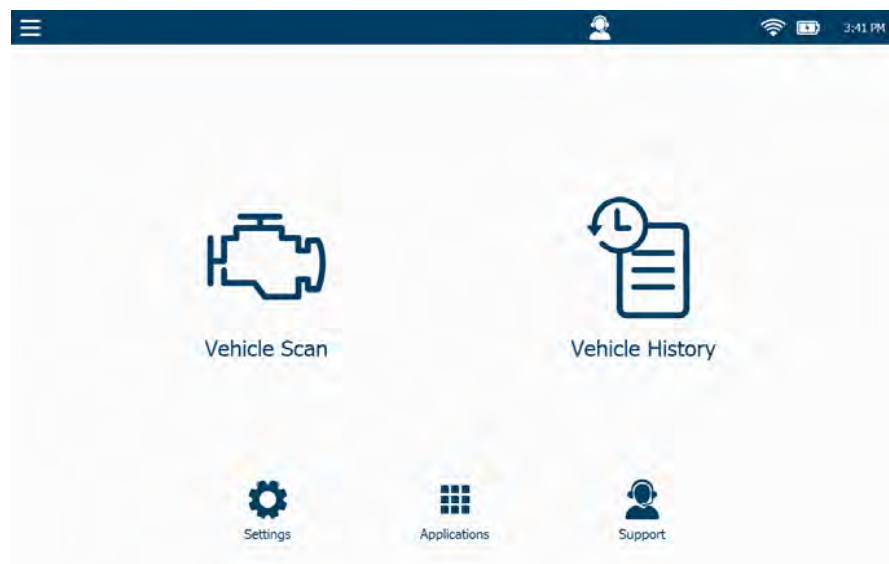 3:41 PM
Vehicle Scan
Vehicle History
Settings
Applications
Support